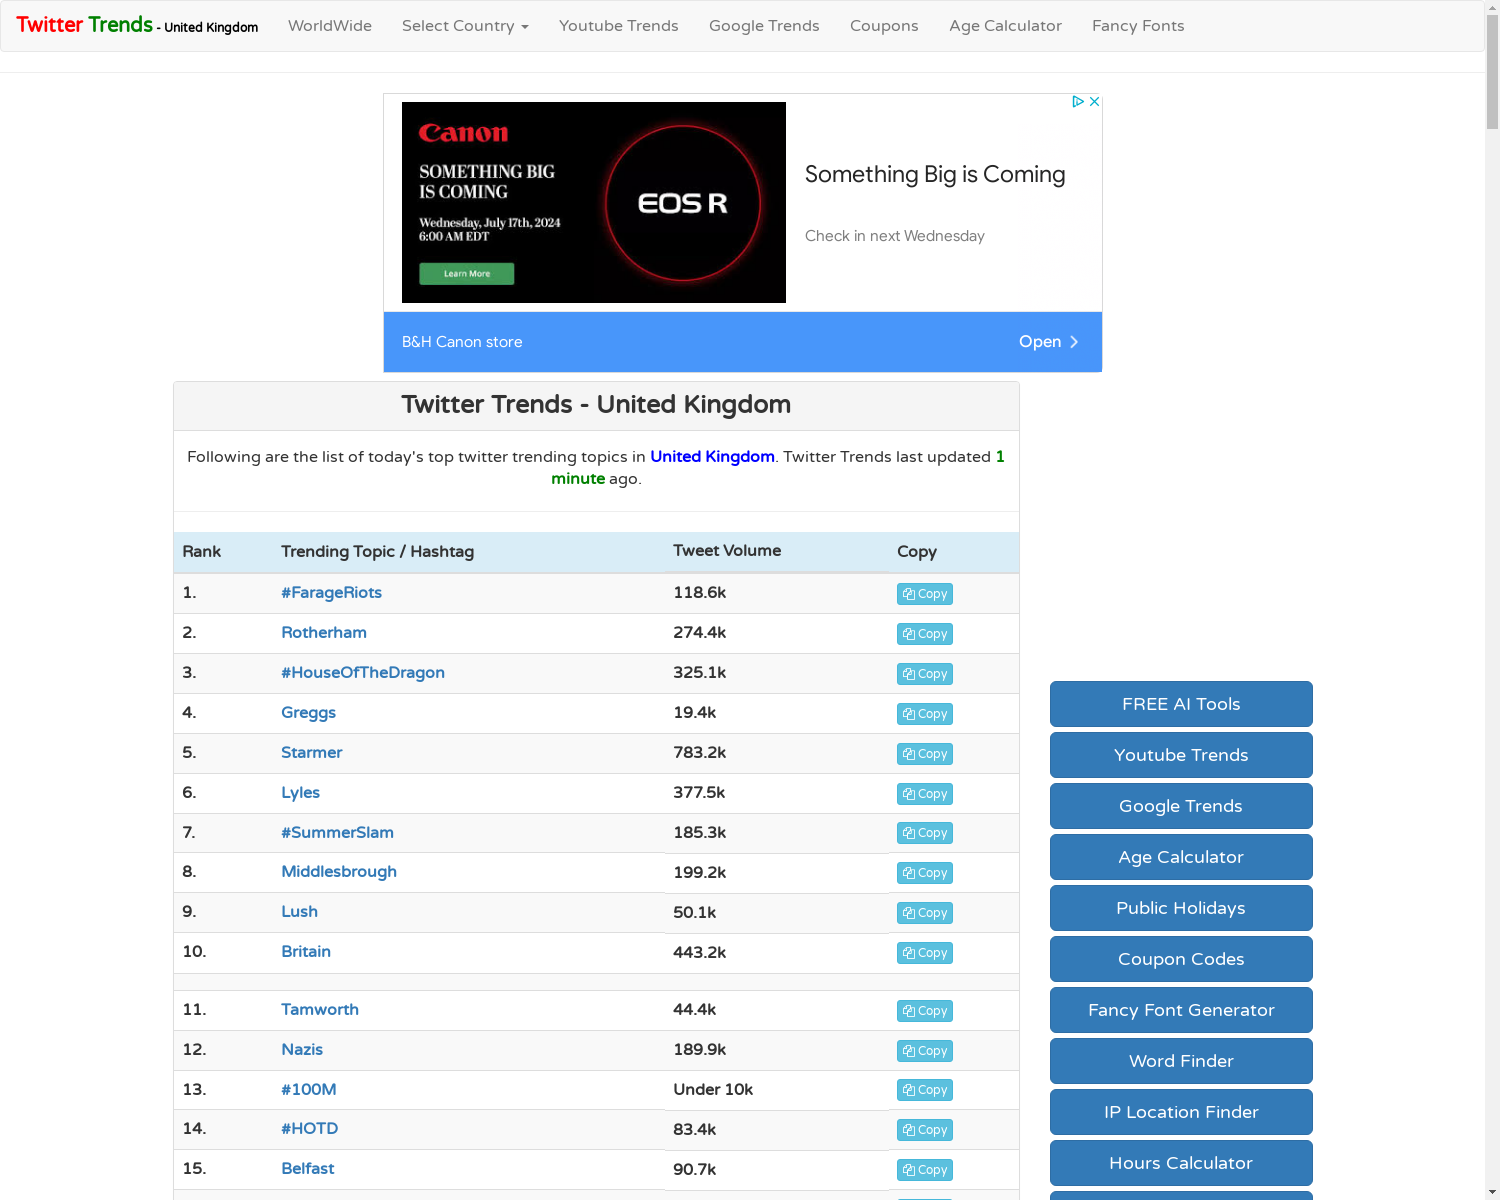 Twitter Trends - United Kingdom WorldWide Select Country Youtube Trends Google Trends Coupons Age Calculator Fancy Fonts
Canon
SOMETHING BIG
IS COMING
Wednesday, July 17th, 2024
6:00 AM EDT
Learn More
EOS R
Something Big is Coming
Check in next Wednesday
B&H Canon store Open
Twitter Trends - United Kingdom
Following are the list of today's top twitter trending topics in United Kingdom. Twitter Trends last updated 1
minute ago.
Rank Trending Topic / Hashtag Tweet Volume Copy
1. #FarageRiots 118.6k Copy
2. Rotherham 274.4k Copy
3. #HouseOfTheDragon 325.1k Copy
4. Greggs 19.4k Copy
5. Starmer 783.2k Copy
6. Lyles 377.5k Copy
7. #SummerSlam 185.3k Copy
8. Middlesbrough 199.2k Copy
9. Lush 50.1k Copy
10. Britain 443.2k Copy
11. Tamworth 44.4k Copy
12. Nazis 189.9k Copy
13. #100M Under 10k Copy
14. #HOTD 83.4k Copy
15. Belfast 90.7k Copy
FREE AI Tools
Youtube Trends
Google Trends
Age Calculator
Public Holidays
Coupon Codes
Fancy Font Generator
Word Finder
IP Location Finder
Hours Calculator